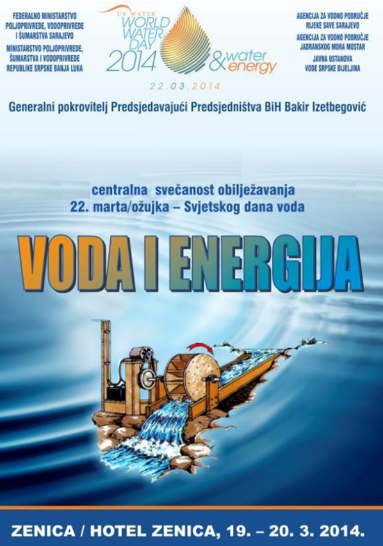 FEDERALNO MINISTARSTVO
POLJOPRIVREDE, VODOPRIVREDE
I ŠUMARSTVA SARAJEVO
MINISTARSTVO POLJOPRIVREDE,
ŠUMARSTVA I VODOPRIVREDE
REPUBLIKE SRPSKE BANJA LUKA
UN WATER
WORLD
WATER
DAY
2014
&water
energy
22.03.2014
AGENCIJA ZA VODNO PODRUČJE
RIJEKE SAVE SARAJEVO
AGENCIJA ZA VODNO PODRUČJE
JADRANSKOG MORA MOSTAR
JAVNA USTANOVA
VODE SRPSKE BIJELJINA
Generalni pokrovitelj Predsjedavajući Predsjedništva BiH Bakir Izetbegović
centralna svečanost obilježavanja
22. marta/ožujka – Svjetskog dana voda
VODA I ENERGIJA
ZENICA / HOTEL ZENICA, 19. – 20. 3. 2014.